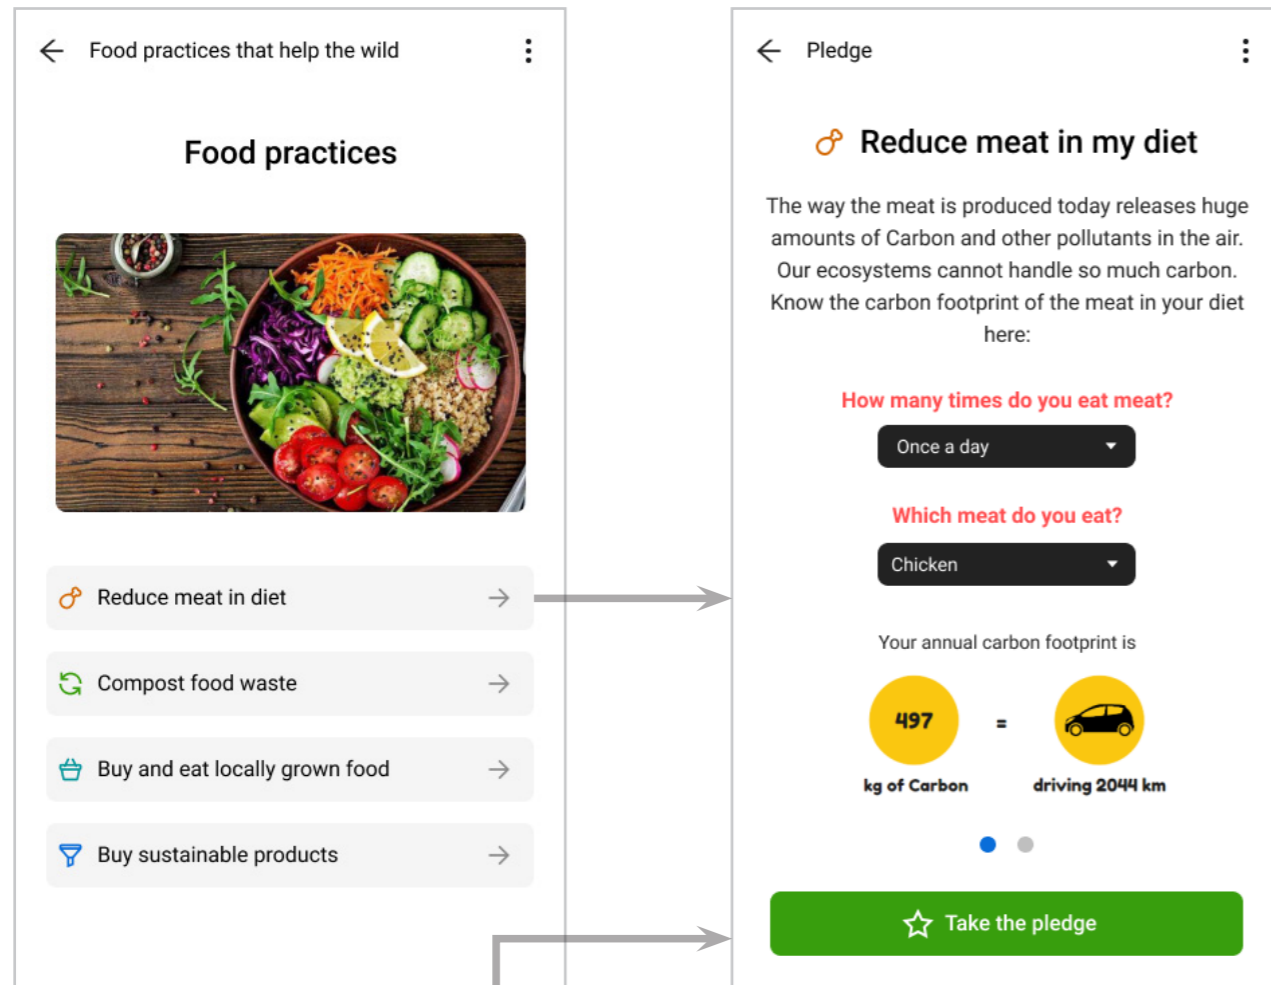 Food practices that help the wild
Food practices
Reduce meat in diet
Compost food waste
Buy and eat locally grown food
Buy sustainable products
Pledge
Reduce meat in my diet
The way the meat is produced today releases huge
amounts of Carbon and other pollutants in the air.
Our ecosystems cannot handle so much carbon.
Know the carbon footprint of the meat in your diet
here:
How many times do you eat meat?
Once a day
Which meat do you eat?
Chicken
Your annual carbon footprint is
497 =
kg of Carbon driving 2044 km
Take the pledge